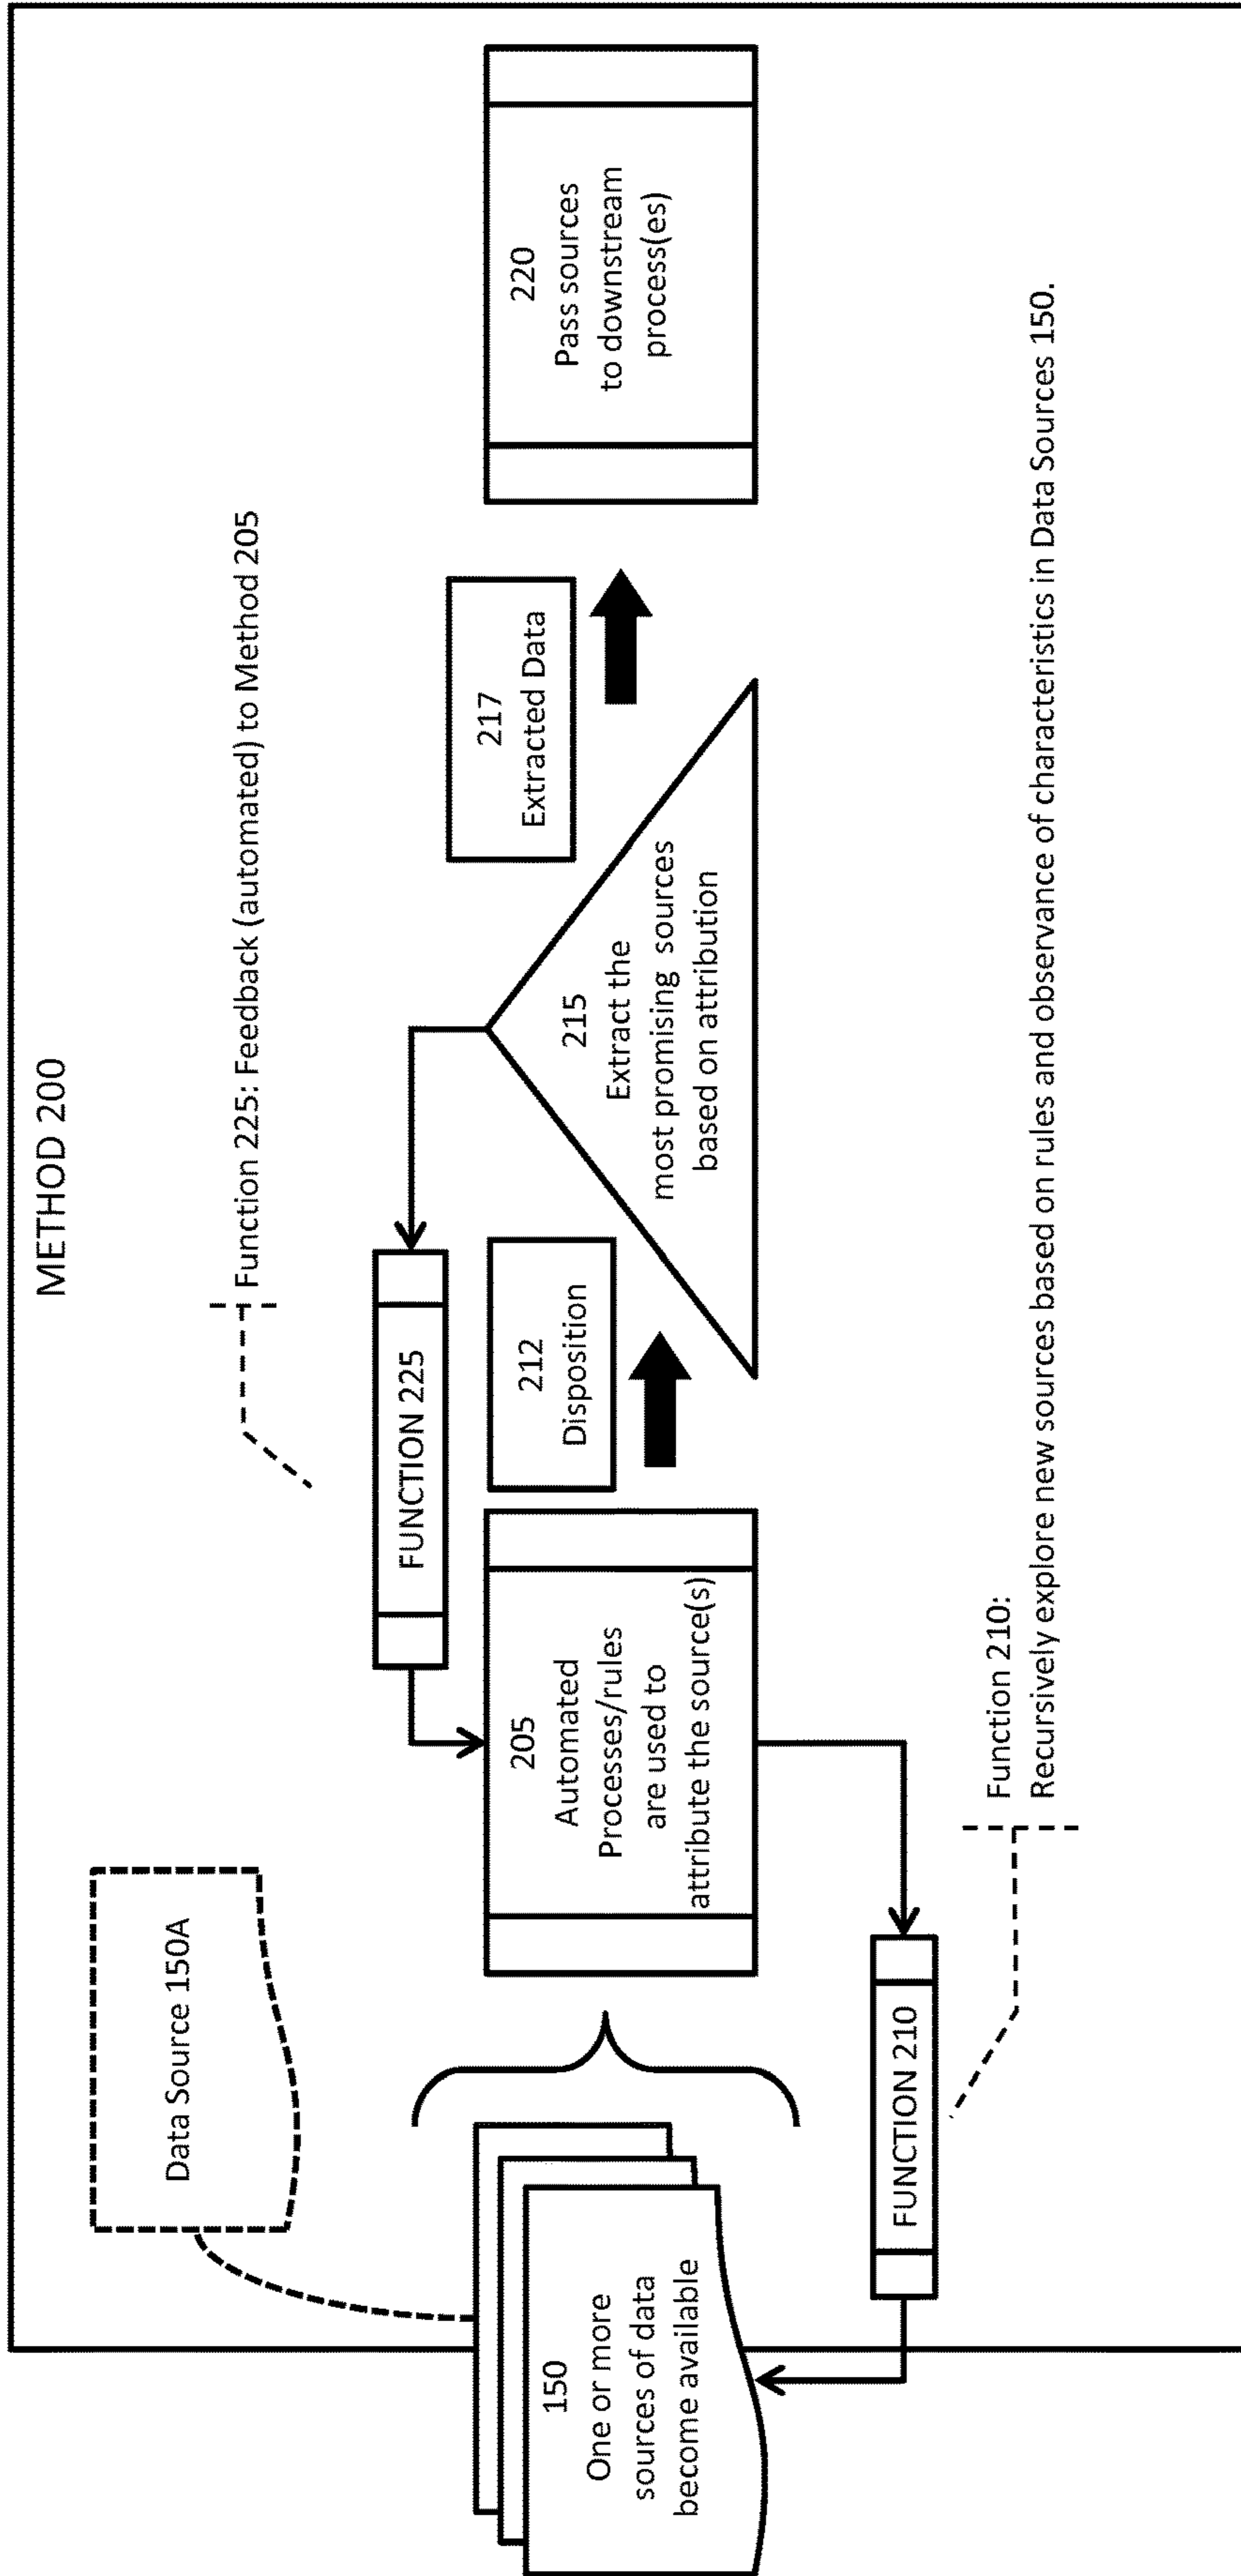 METHOD 200
Function 225: Feedback (automated) to Method 205
Data Source 150A
FUNCTION 225
150
One or more
sources of data
become available
205
Automated
Processes/rules
are used to
attribute the source(s)
212
Disposition
215
Extract the
most promising sources
based on attribution
217
Extracted Data
220
Pass sources
to downstream
process(es)
FUNCTION 210
Function 210:
Recursively explore new sources based on rules and observance of characteristics in Data Sources 150.